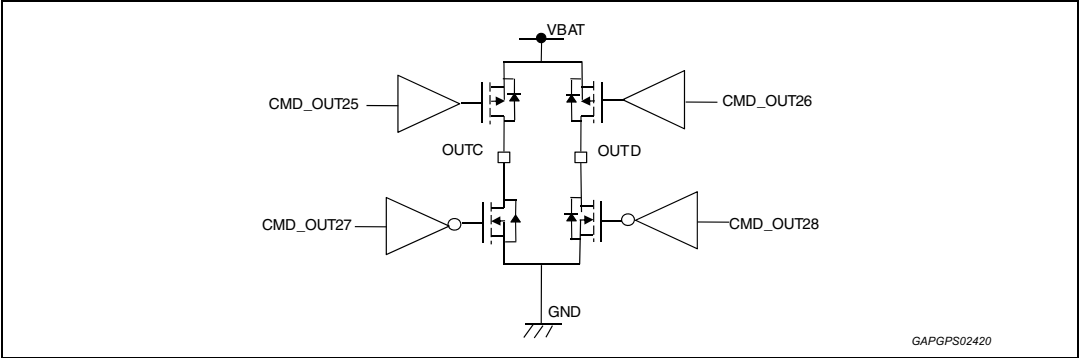 VBAT
CMD_OUT25
CMD_OUT26
OUTC
OUTD
CMD_OUT27
CMD_OUT28
GND
GAPGPS02420